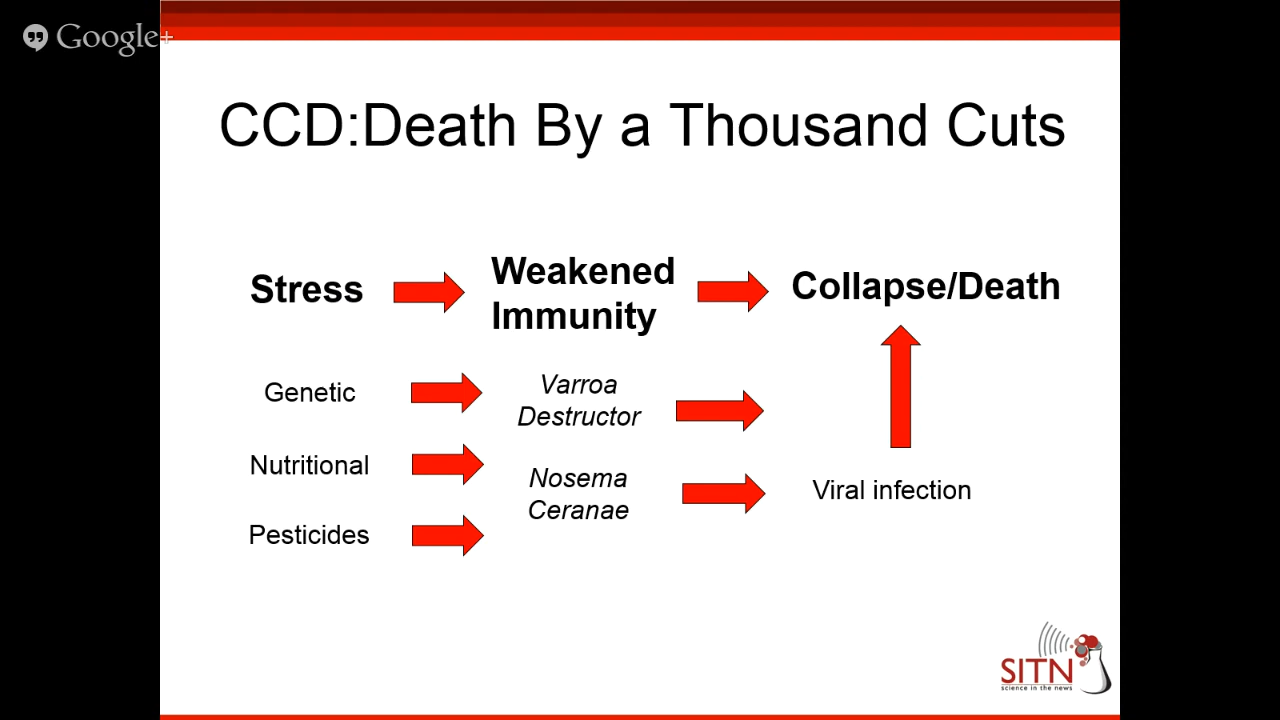 Google+
CCD:Death By a Thousand Cuts
Stress
Weakened
Immunity
Collapse/Death
Genetic
Varroa
Destructor
Nutritional
Nosema
Ceranae
Viral infection
Pesticides
SITN
science in the news